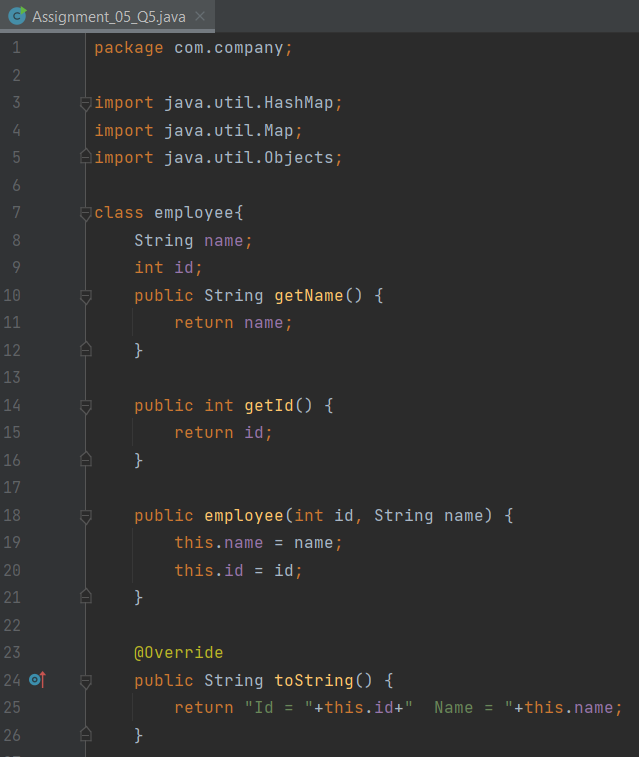 Assignment_05_Q5.java
1 package com.company;
2
3 import java.util.HashMap;
4 import java.util.Map;
5 import java.util.Objects;
6
7 class employee{
8     String name;
9     int id;
10     public String getName() {
11         return name;
12     }
13
14     public int getId() {
15         return id;
16     }
17
18     public employee(int id, String name) {
19         this.name = name;
20         this.id = id;
21     }
22
23     @Override
24     public String toString() {
25         return "Id = "+this.id+"  Name = "+this.name;
26     }